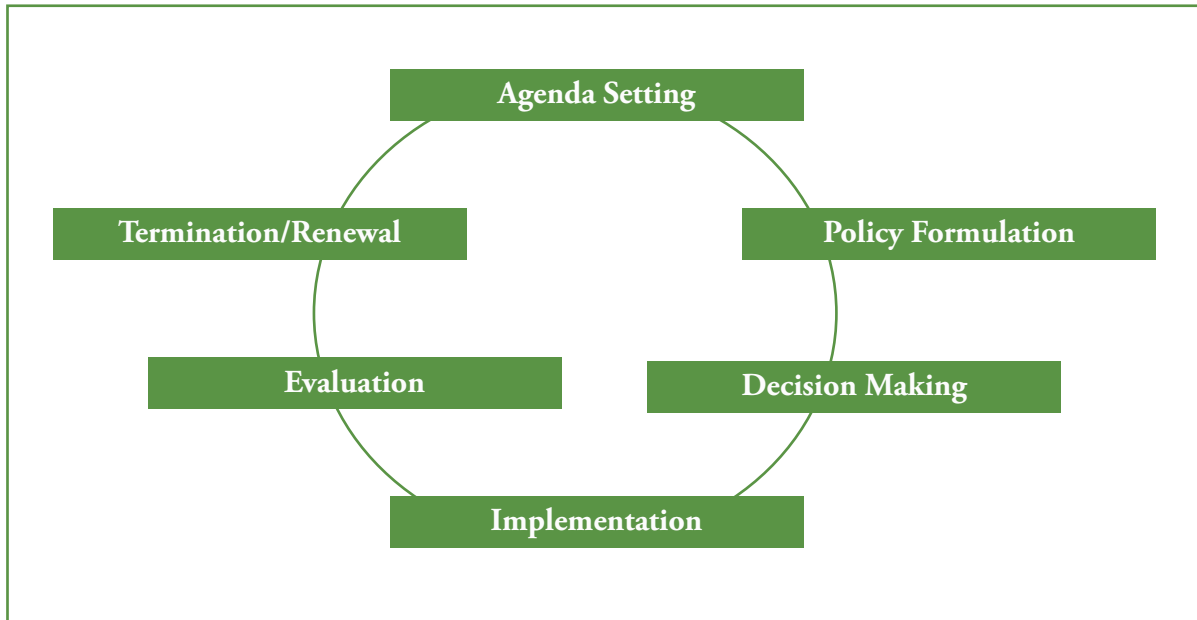 Agenda Setting
Termination/Renewal
Policy Formulation
Evaluation
Decision Making
Implementation